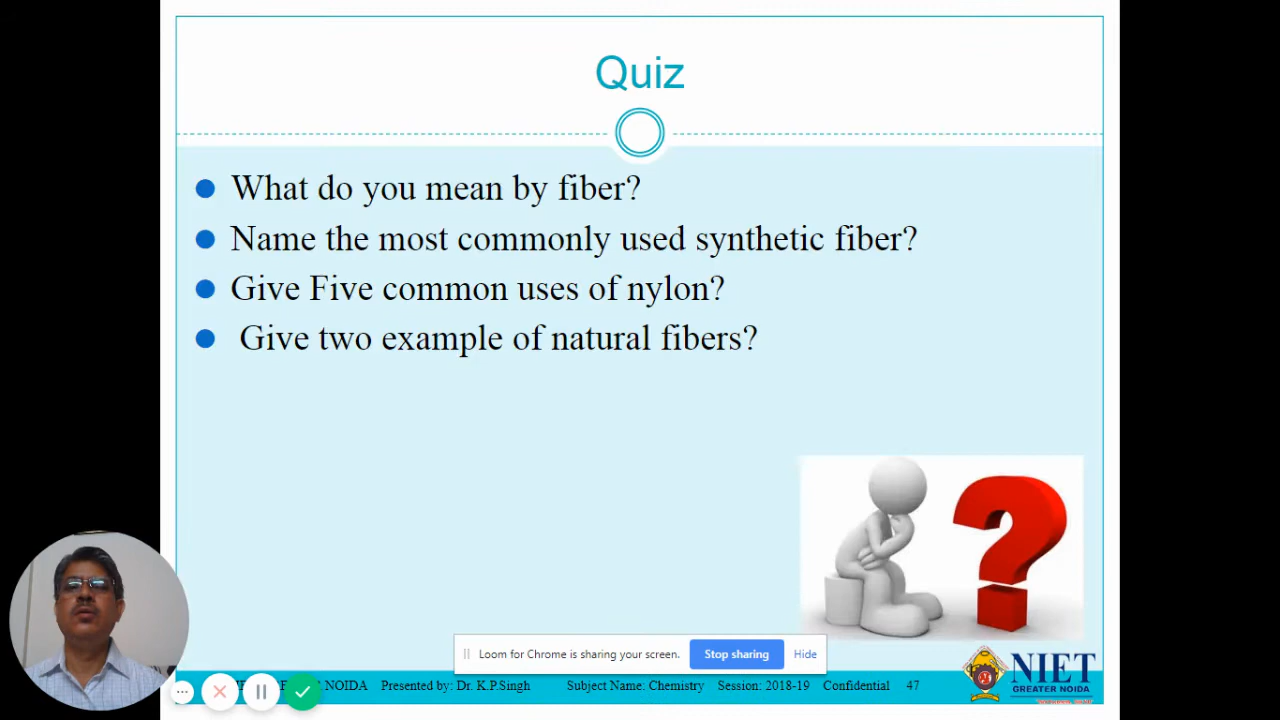 Quiz
What do you mean by fiber?
Name the most commonly used synthetic fiber?
Give Five common uses of nylon?
Give two example of natural fibers?
Loom for Chrome is sharing your screen. Stop sharing Hide
NOIDA Presented by: Dr. K.P.Singh Subject Name: Chemistry Session: 2018-19 Confidential 47
NIET
GREATER NOIDA